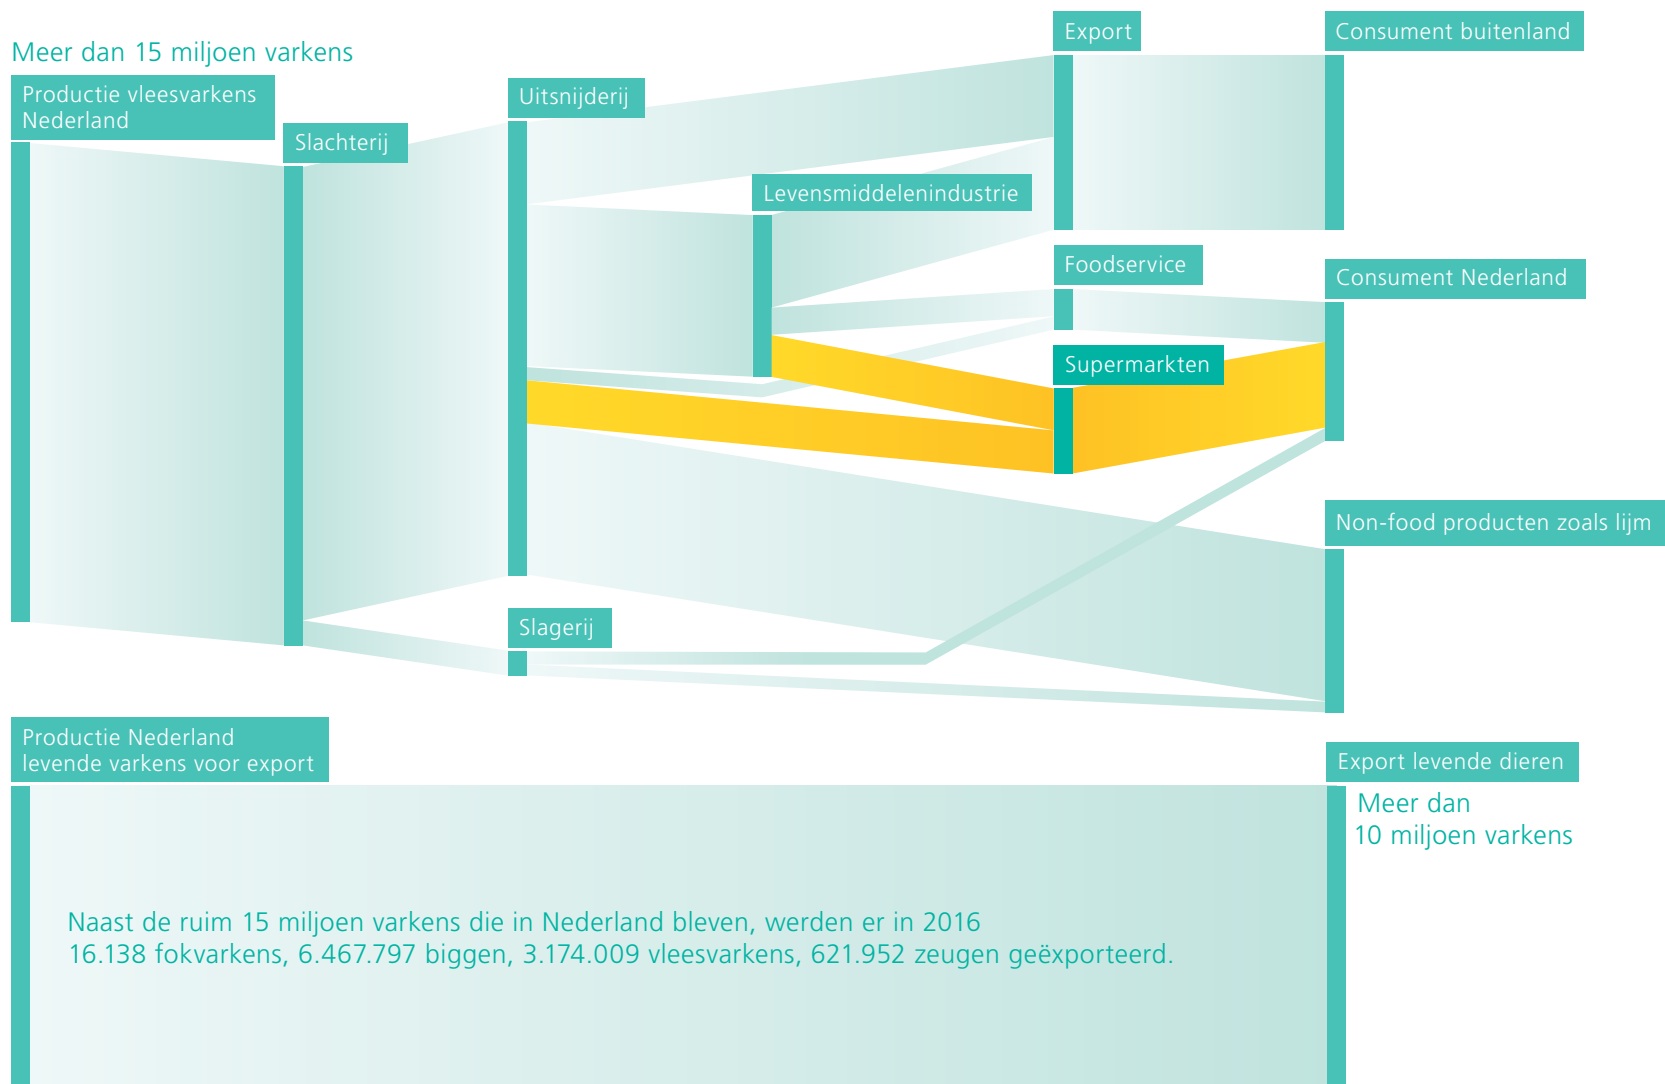 Meer dan 15 miljoen varkens
Productie vleesvarkens
Nederland
Slachterij
Uitsnijderij
Levensmiddelenindustrie
Export
Consument buitenland
Foodservice
Consument Nederland
Supermarkten
Non-food producten zoals lijm
Slagerij
Productie Nederland
levende varkens voor export
Export levende dieren
Meer dan
10 miljoen varkens
Naast de ruim 15 miljoen varkens die in Nederland bleven, werden er in 2016
16.138 fokvarkens, 6.467.797 biggen, 3.174.009 vleesvarkens, 621.952 zeugen geëxporteerd.